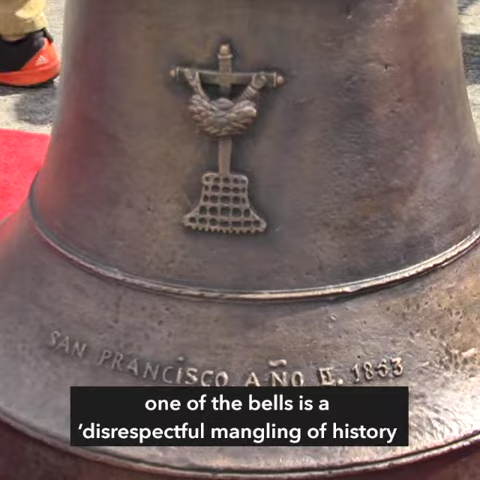 SAN FRANCISCO AÑO D. 1853
one of the bells is a
‘disrespectful mangling of history